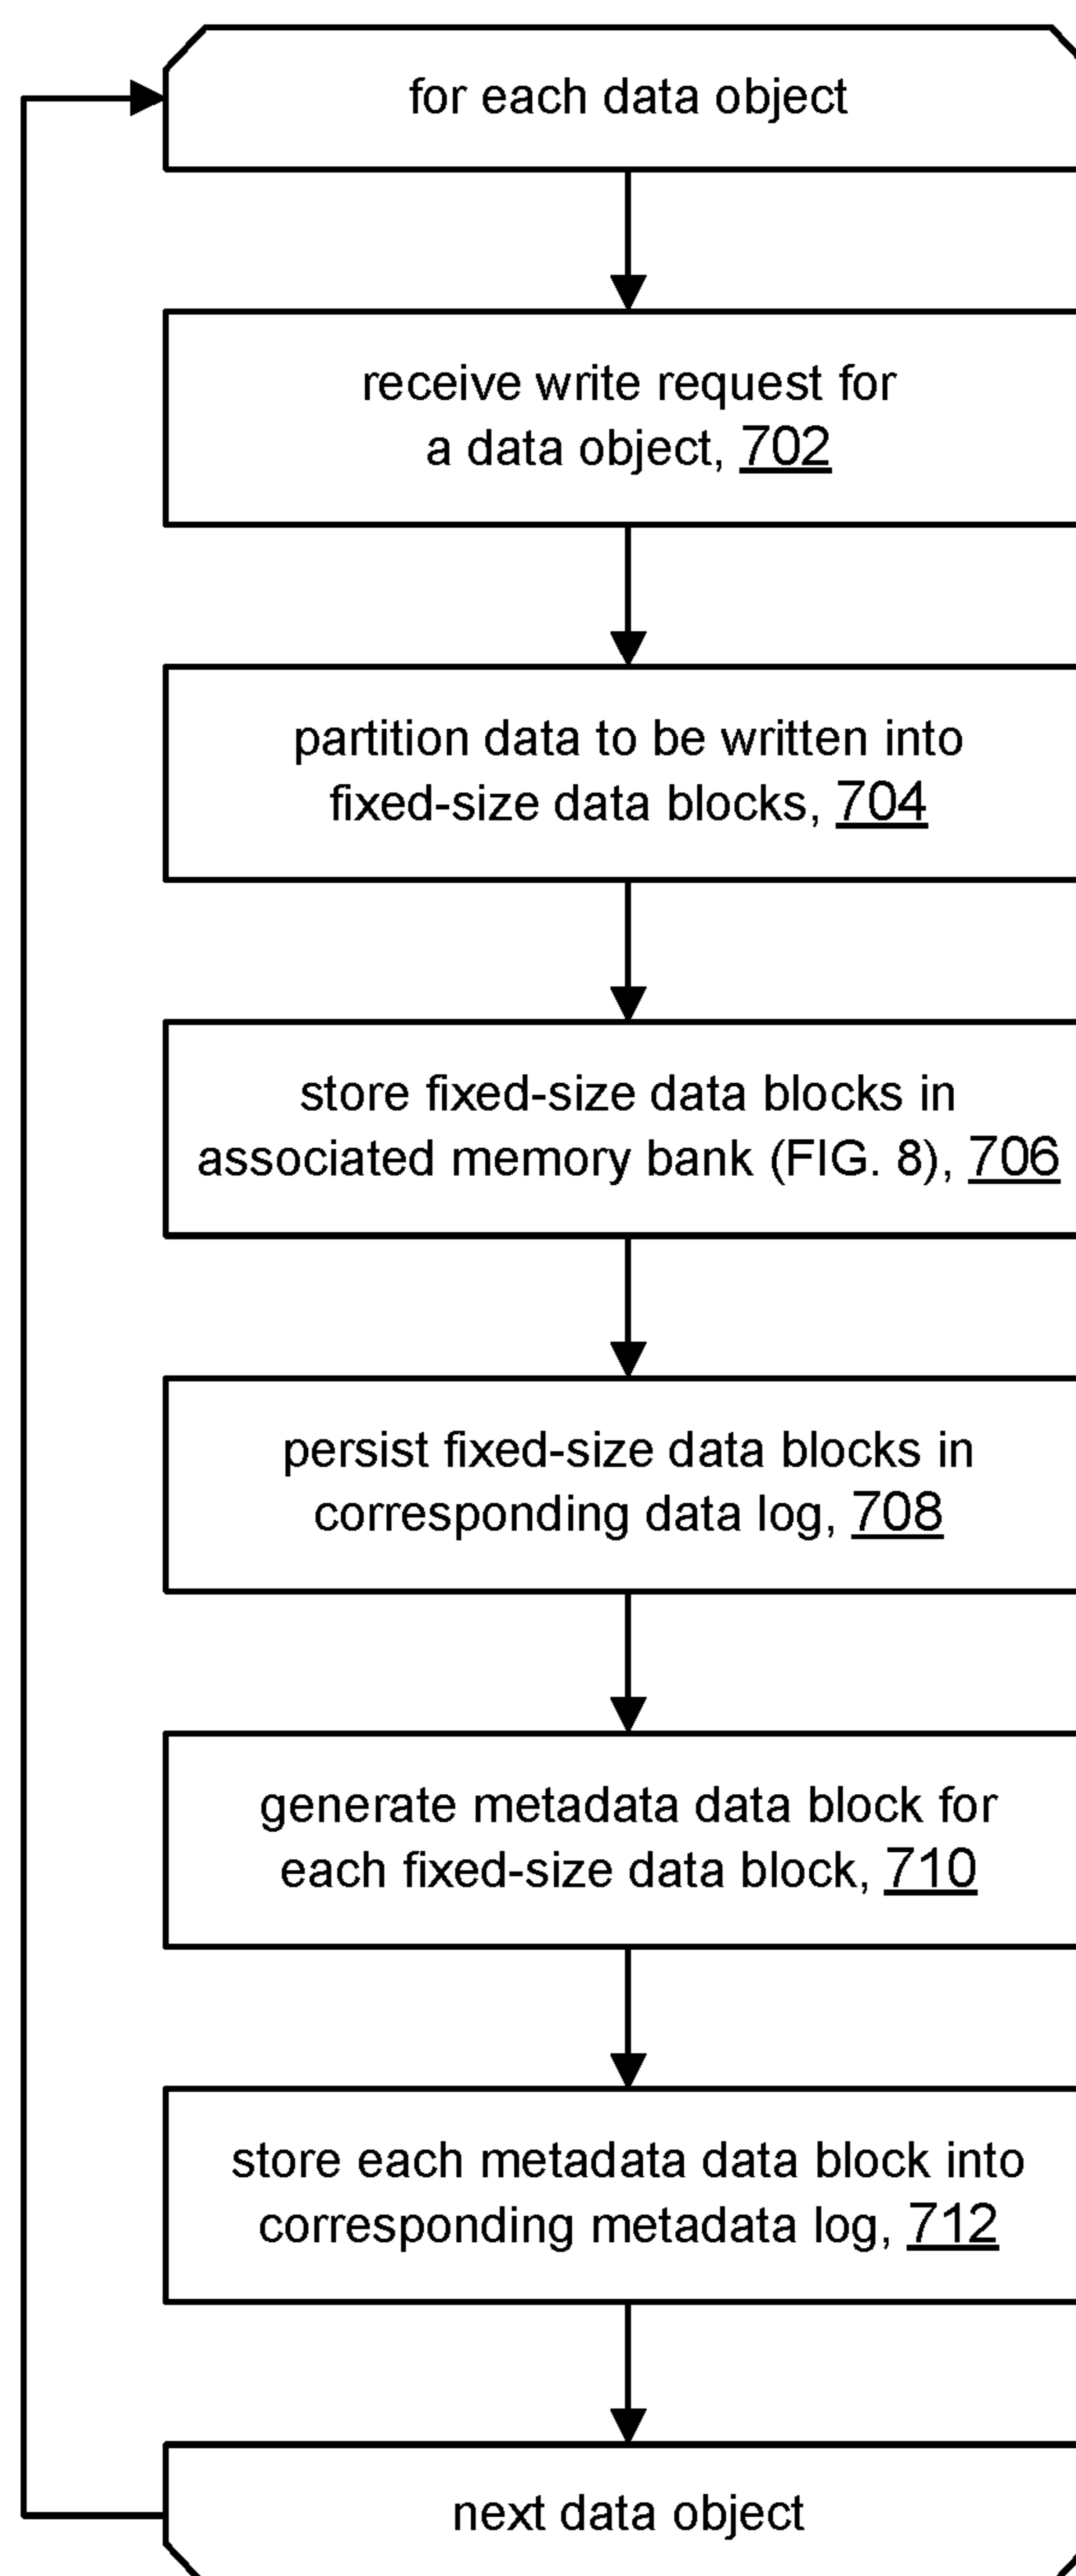 for each data object
receive write request for
a data object, 702
partition data to be written into
fixed-size data blocks, 704
store fixed-size data blocks in
associated memory bank (FIG. 8), 706
persist fixed-size data blocks in
corresponding data log, 708
generate metadata data block for
each fixed-size data block, 710
store each metadata data block into
corresponding metadata log, 712
next data object